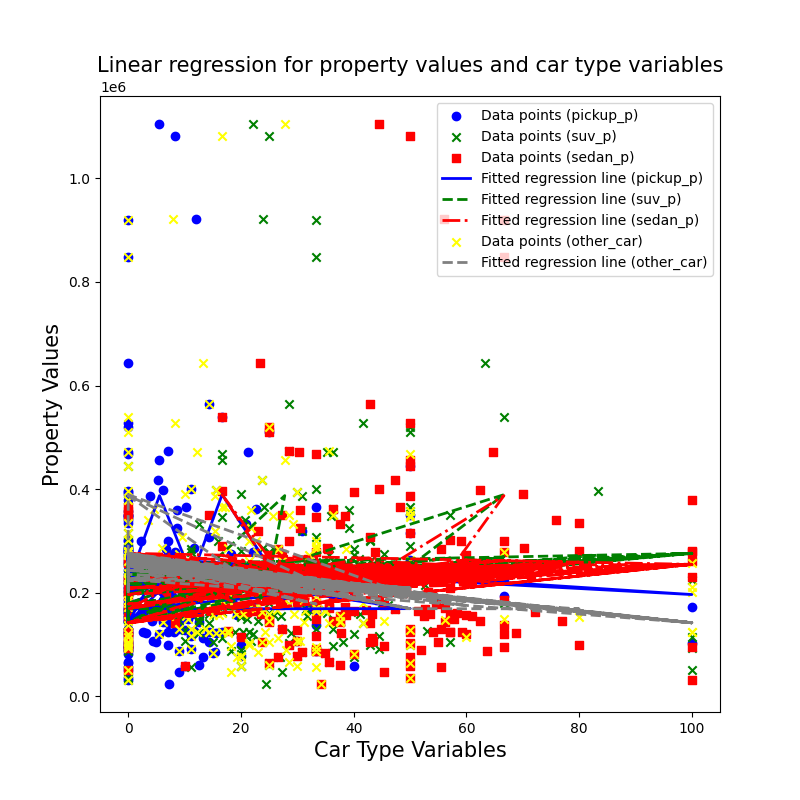 Linear regression for property values and car type variables
1e6
Data points (pickup_p)
Data points (suv_p)
Data points (sedan_p)
Fitted regression line (pickup_p)
Fitted regression line (suv_p)
Fitted regression line (sedan_p)
Data points (other_car)
Fitted regression line (other_car)
Property Values
1.0
0.8
0.6
0.4
0.2
0.0
0 20 40 60 80 100
Car Type Variables